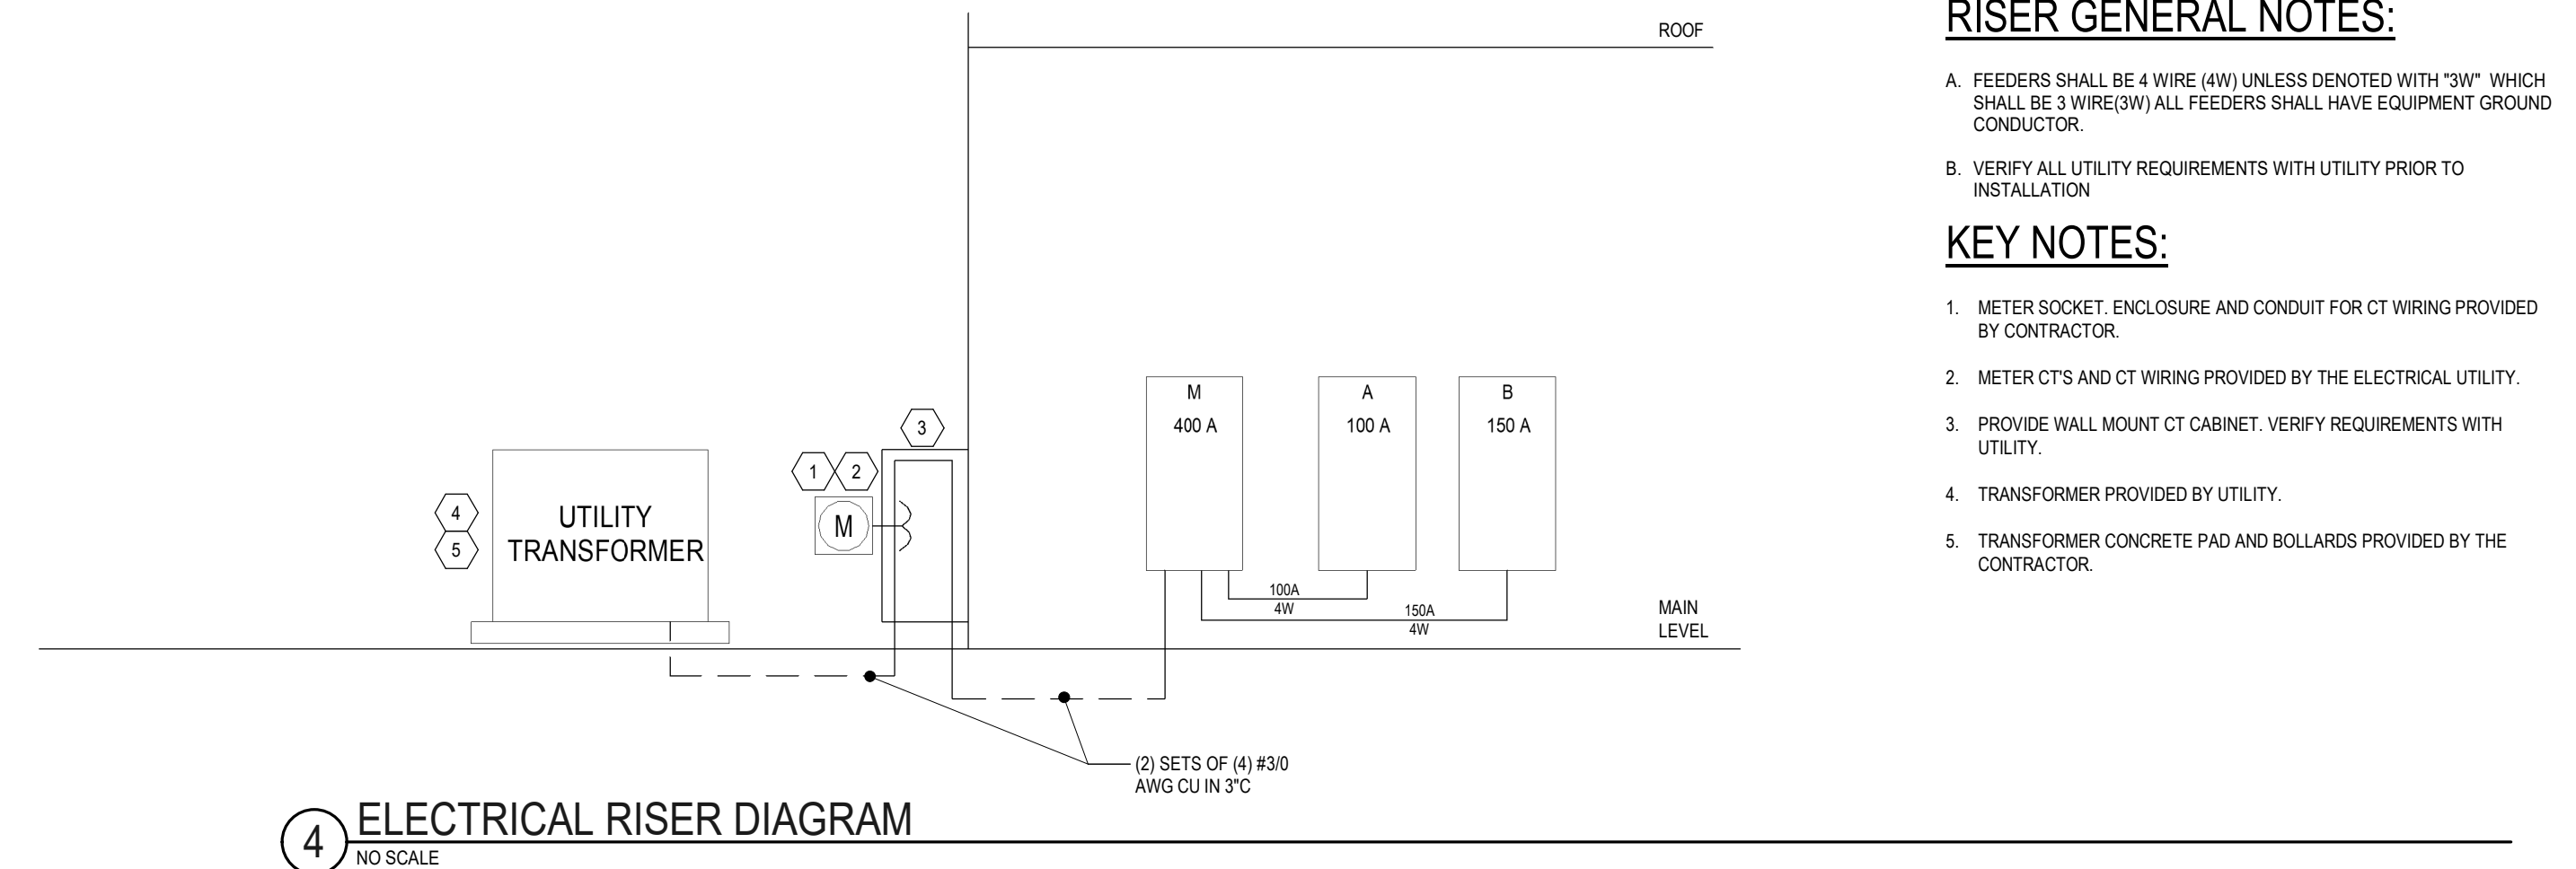 ROOF
M
400 A
A
100 A
B
150 A
3
1
2
M
4
5
UTILITY
TRANSFORMER
100A
4W
150A
4W
MAIN
LEVEL
(2) SETS OF (4) #3/0
AWG CU IN 3"C
4
ELECTRICAL RISER DIAGRAM
NO SCALE
RISER GENERAL NOTES:
A. FEEDERS SHALL BE 4 WIRE (4W) UNLESS DENOTED WITH "3W" WHICH
SHALL BE 3 WIRE(3W) ALL FEEDERS SHALL HAVE EQUIPMENT GROUND
CONDUCTOR.
B. VERIFY ALL UTILITY REQUIREMENTS WITH UTILITY PRIOR TO
INSTALLATION
KEY NOTES:
1. METER SOCKET. ENCLOSURE AND CONDUIT FOR CT WIRING PROVIDED
BY CONTRACTOR.
2. METER CT'S AND CT WIRING PROVIDED BY THE ELECTRICAL UTILITY.
3. PROVIDE WALL MOUNT CT CABINET. VERIFY REQUIREMENTS WITH
UTILITY.
4. TRANSFORMER PROVIDED BY UTILITY.
5. TRANSFORMER CONCRETE PAD AND BOLLARDS PROVIDED BY THE
CONTRACTOR.